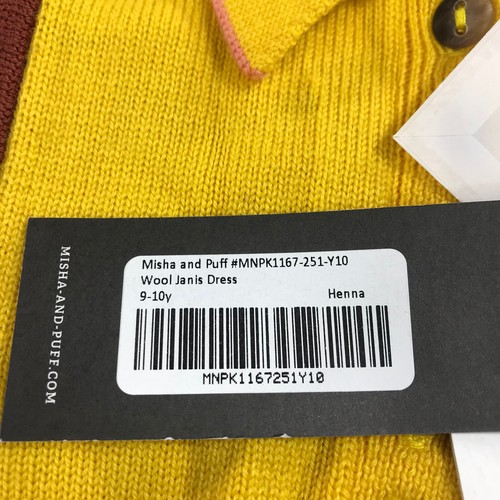 MISHA-AND-PUFF.COM
Misha and Puff #MNPK1167-251-Y10
Wool Janis Dress
9-10y Henna
MNPK1167251Y10